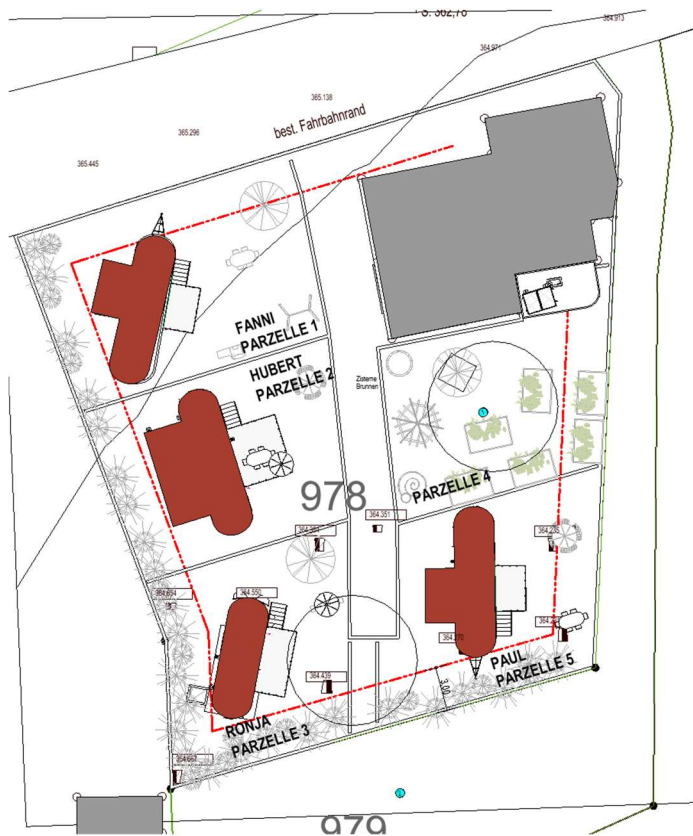 364.913
364.971
365.138
best. Fahrbahnrand
365.296
365.445
FANNI
PARZELLE 1
HUBERT
PARZELLE 2
Zisterne
Brunnen
PARZELLE 4
978
364.351
364.654
364.550
364.439
3.00
PAUL
PARZELLE 5
RONJA
PARZELLE 3
979